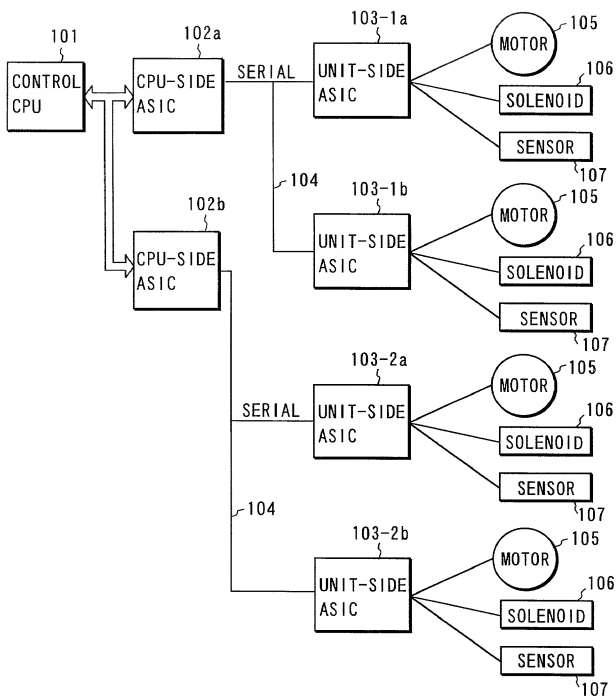 101
CONTROL
CPU
102a
CPU-SIDE
ASIC
SERIAL
103-1a
UNIT-SIDE
ASIC
105
MOTOR
106
SOLENOID
SENSOR
107
104
102b
CPU-SIDE
ASIC
103-1b
UNIT-SIDE
ASIC
105
MOTOR
106
SOLENOID
SENSOR
107
SERIAL
103-2a
UNIT-SIDE
ASIC
105
MOTOR
106
SOLENOID
SENSOR
107
104
103-2b
UNIT-SIDE
ASIC
105
MOTOR
106
SOLENOID
SENSOR
107